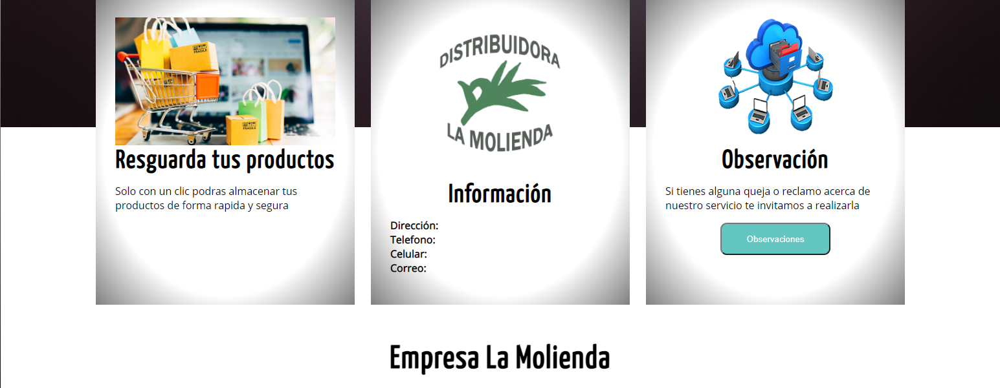 Resguarda tus productos
Solo con un clic podras almacenar tus
productos de forma rapida y segura
DISTRIBUIDORA
LA MOLIENDA
Información
Dirección:
Telefono:
Celular:
Correo:
Observación
Si tienes alguna queja o reclamo acerca de
nuestro servicio te invitamos a realizarla
Observaciones
Empresa La Molienda